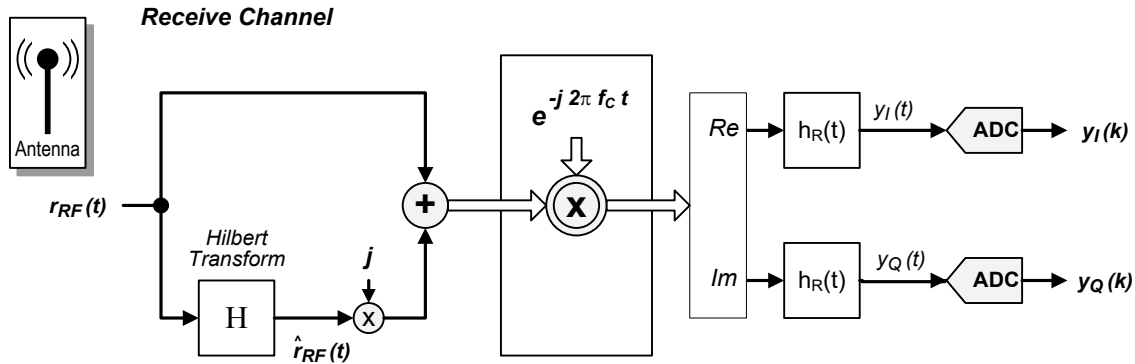 Receive Channel
Antenna
r_RF(t)
Hilbert
Transform
H
r̂_RF(t)
j
x
+
e^-j 2π f_C t
x
Re
Im
h_R(t)
y_I(t)
ADC
y_I(k)
h_R(t)
y_Q(t)
ADC
y_Q(k)